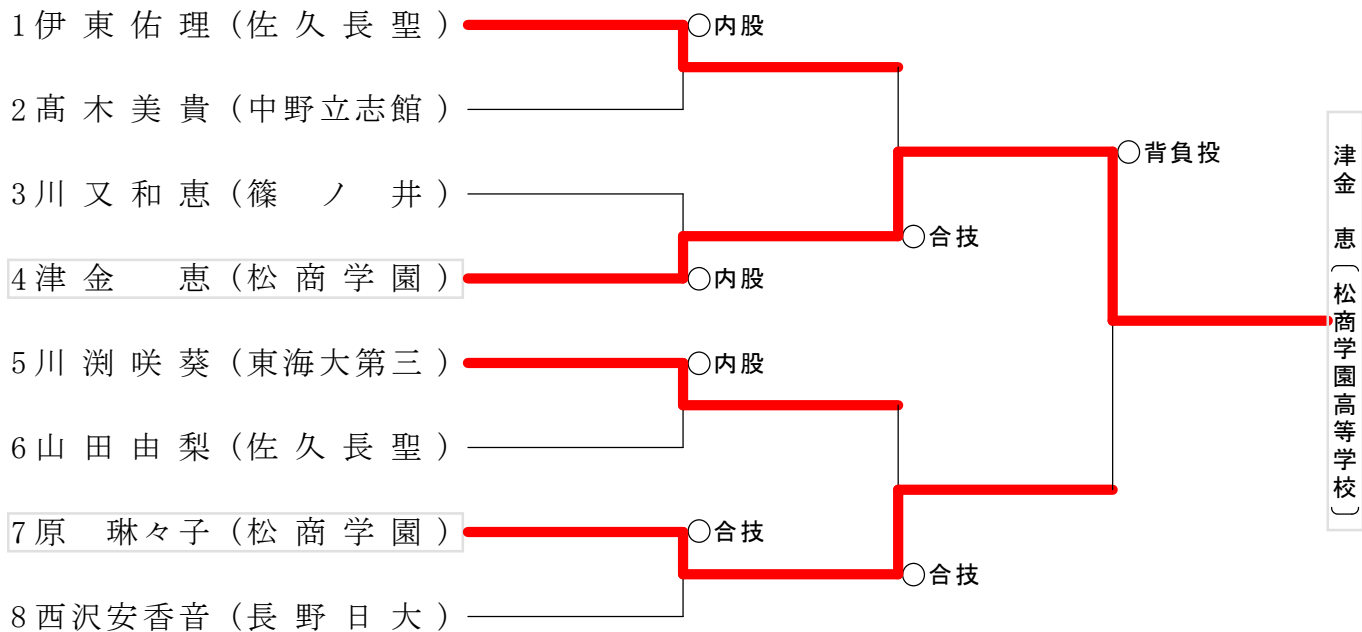 1伊東佑理(佐久長聖)
○内股
2髙木美貴(中野立志館)
○背負投
3川又和恵(篠ノ井)
○合技
4津金 恵(松商学園)
○内股
5川渕咲葵(東海大第三)
○内股
6山田由梨(佐久長聖)
7原 琳々子(松商学園)
○合技
○合技
8西沢安香音(長野日大)
津金 恵〔松商学園高等学校〕